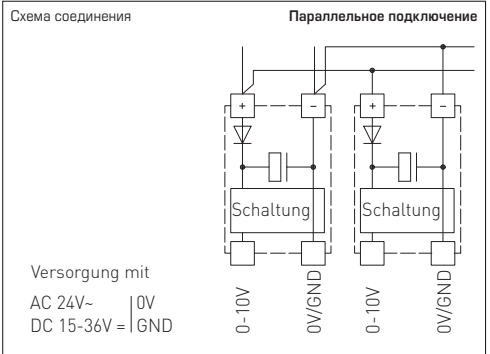 Схема соединения
Параллельное подключение
+ − + −
Schaltung Schaltung
0-10V 0V/GND 0-10V 0V/GND
Versorgung mit
AC 24V~ | 0V
DC 15-36V = | GND